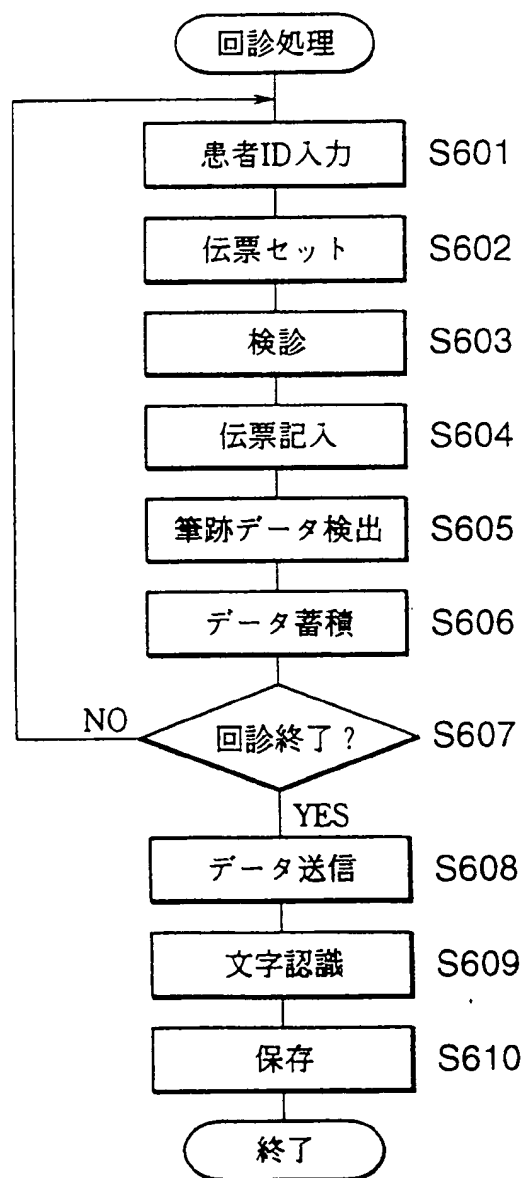 回診処理
患者ID入力 S601
伝票セット S602
検診 S603
伝票記入 S604
筆跡データ検出 S605
データ蓄積 S606
回診終了? S607
NO
YES
データ送信 S608
文字認識 S609
保存 S610
終了